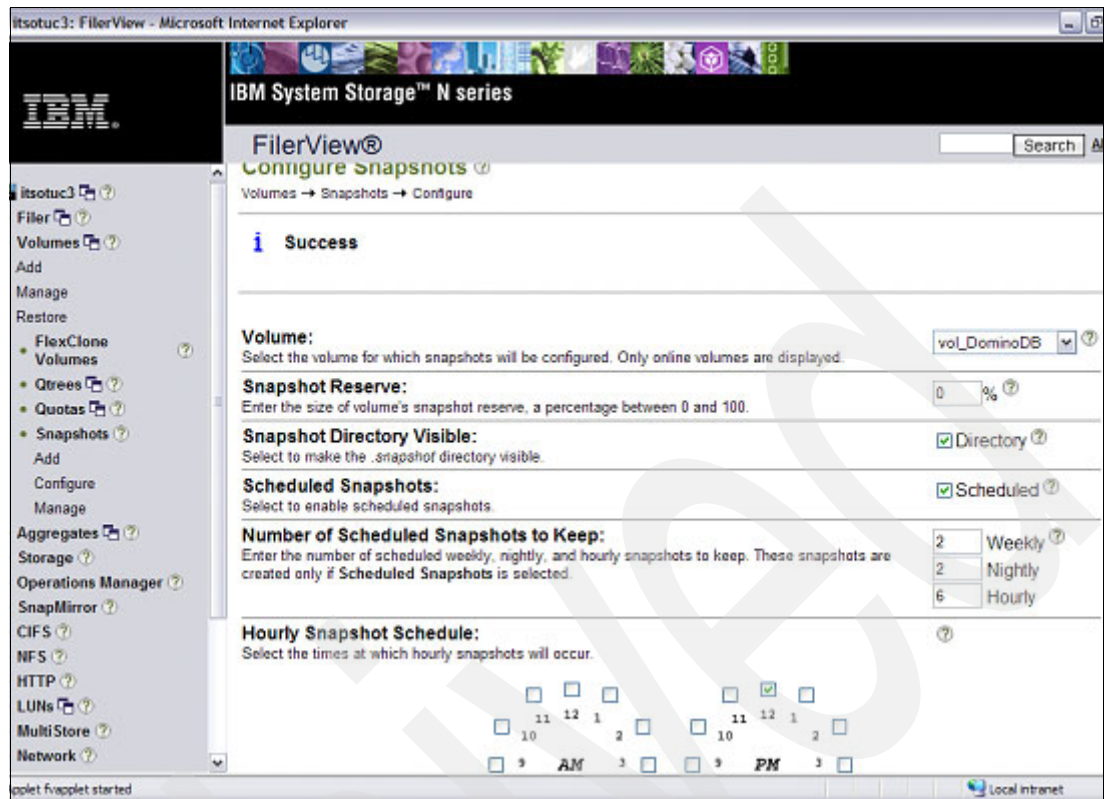 itsotuc3: FilerView - Microsoft Internet Explorer
IBM.
IBM System Storage™ N series
FilerView®
Search
itsotuc3
Filer
Volumes
Add
Manage
Restore
FlexClone
Volumes
Qtrees
Quotas
Snapshots
Add
Configure
Manage
Aggregates
Storage
Operations Manager
SnapMirror
CIFS
NFS
HTTP
LUNs
MultiStore
Network
Configure Snapshots
Volumes → Snapshots → Configure
i Success
Volume:
Select the volume for which snapshots will be configured. Only online volumes are displayed.
vol_DominoDB
Snapshot Reserve:
Enter the size of volume's snapshot reserve, a percentage between 0 and 100.
0 %
Snapshot Directory Visible:
Select to make the .snapshot directory visible.
Directory
Scheduled Snapshots:
Select to enable scheduled snapshots.
Scheduled
Number of Scheduled Snapshots to Keep:
Enter the number of scheduled weekly, nightly, and hourly snapshots to keep. These snapshots are
created only if Scheduled Snapshots is selected.
2 Weekly
2 Nightly
6 Hourly
Hourly Snapshot Schedule:
Select the times at which hourly snapshots will occur.
11 12 1
10 2
9 AM 3
11 12 1
10 2
9 PM 3
applet started
Local intranet